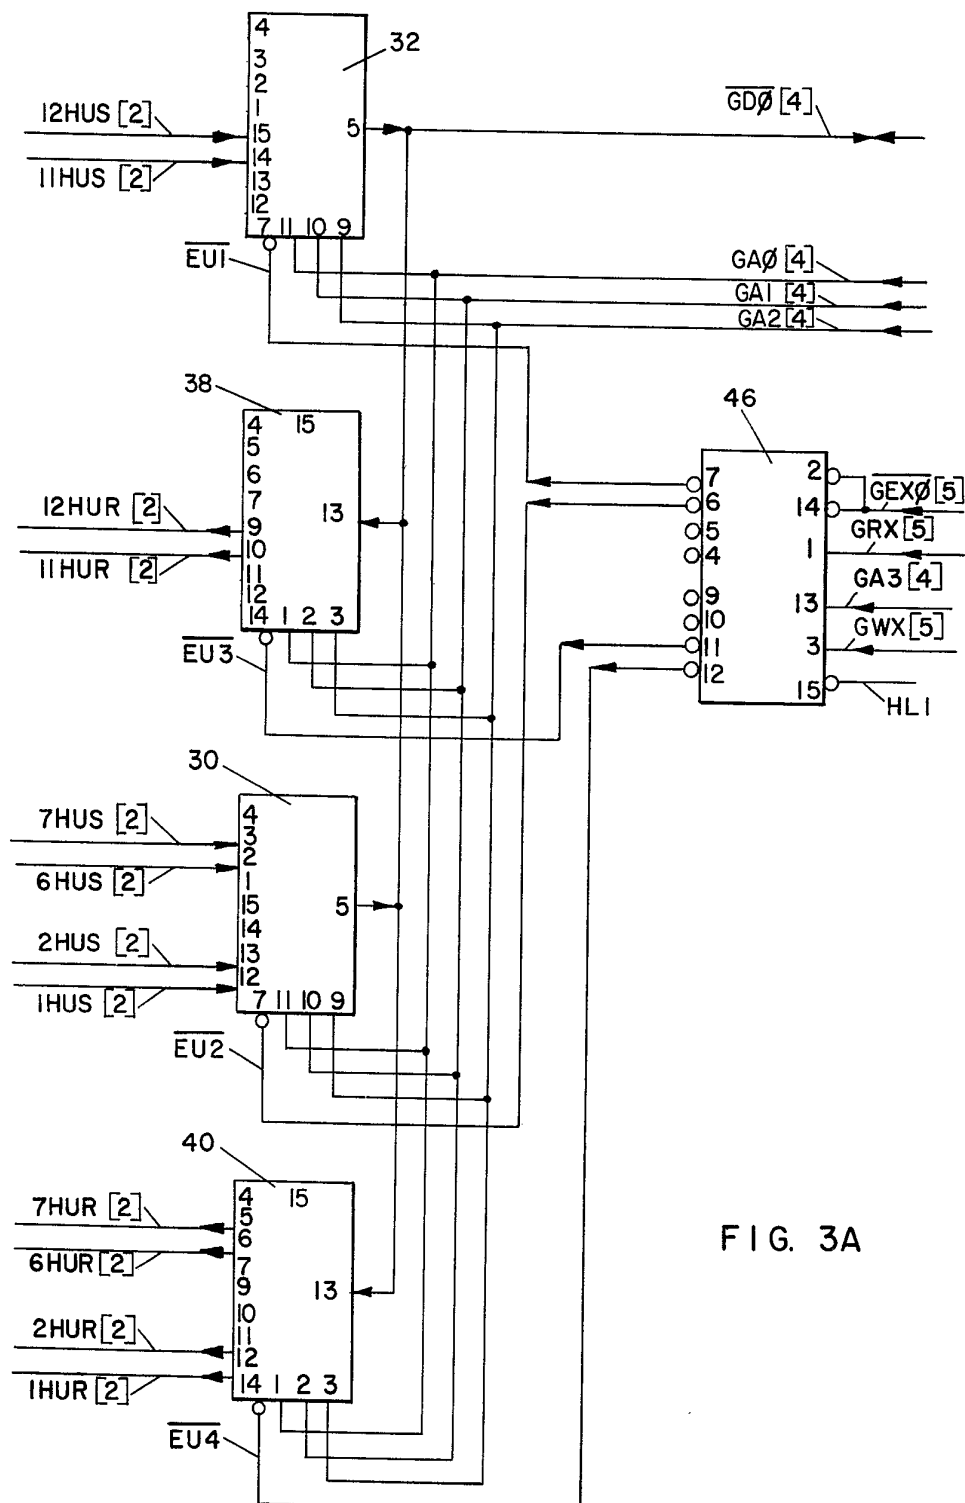 4
32
3
2
12HUS [2]
1
5
GD∅ [4]
15
14
11HUS [2]
13
12
7 11 10 9
EU1
GA∅ [4]
GA1 [4]
GA2 [4]
38
46
4 15
5
6
7
12HUR [2]
9
13
10
11HUR [2]
11
12
14 1 2 3
EU3
7 2
6 GEX∅ [5]
14
5 GRX [5]
4 1
GA3 [4]
9 13
10 GWX [5]
11 3
12
15
HL1
30
7HUS [2]
4
3
2
6HUS [2]
1
15 5
14
2HUS [2]
13
12
1HUS [2]
7 11 10 9
EU2
40
4 15
7HUR [2]
5
6
6HUR [2]
7
9 13
10
2HUR [2]
11
12
1HUR [2]
14 1 2 3
EU4
FIG. 3A